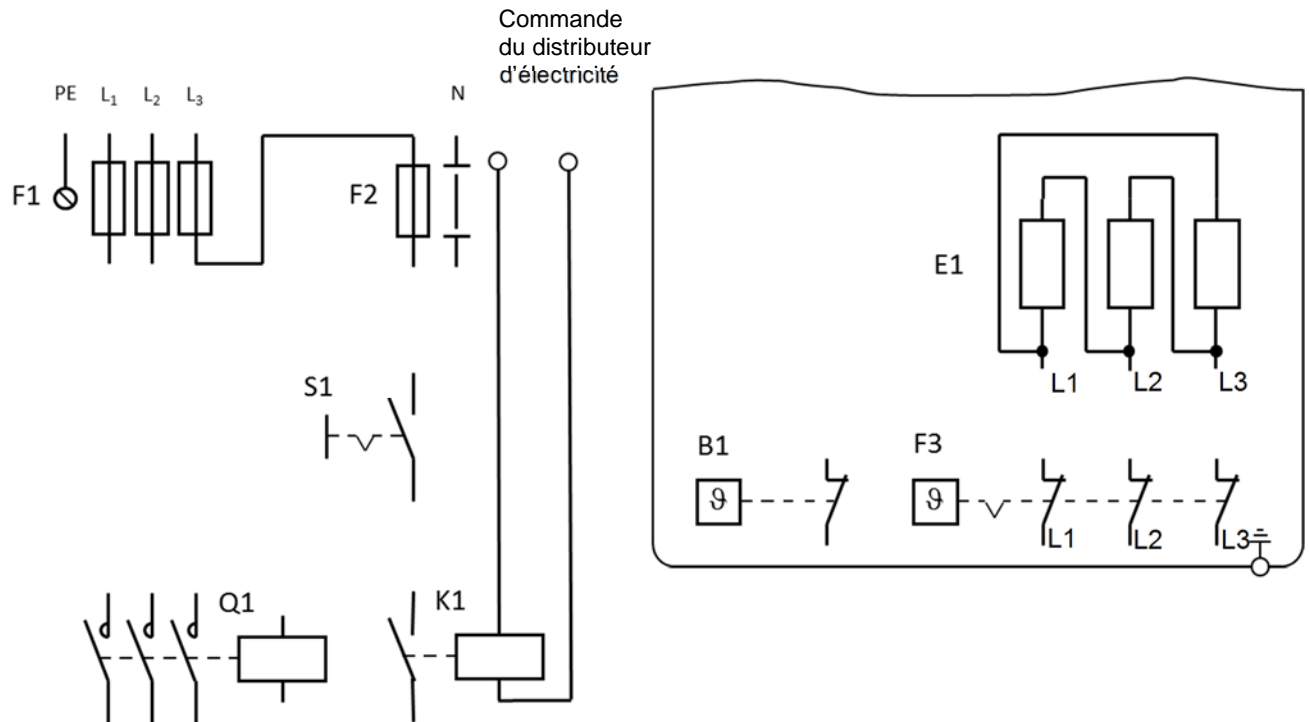 Commande
du distributeur
d'électricité
PE L₁ L₂ L₃ N
F1 F2
E1
L1 L2 L3
S1
B1 F3
ϑ ϑ
L1 L2 L3
Q1 K1